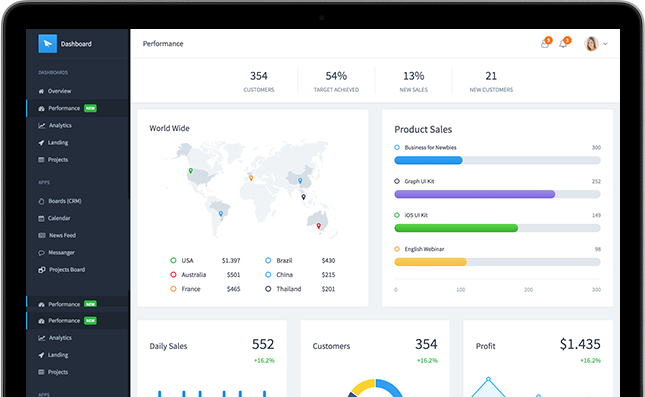 Dashboard
Performance
3
3
DASHBOARDS
Overview
Performance NEW
Analytics
Landing
Projects
APPS
Boards (CRM)
Calendar
News Feed
Messanger
Projects Board
Performance NEW
Performance NEW
Analytics
Landing
Projects
APPS
354
CUSTOMERS
54%
TARGET ACHIEVED
13%
NEW SALES
21
NEW CUSTOMERS
World Wide
USA $1.397
Brazil $430
Australia $501
China $215
France $465
Thailand $201
Product Sales
Business for Newbies 300
Graph UI Kit 252
iOS UI Kit 149
English Webinar 98
0 100 100 300
Daily Sales 552
+16.2%
Customers 354
+16.2%
Profit $1.435
+16.2%